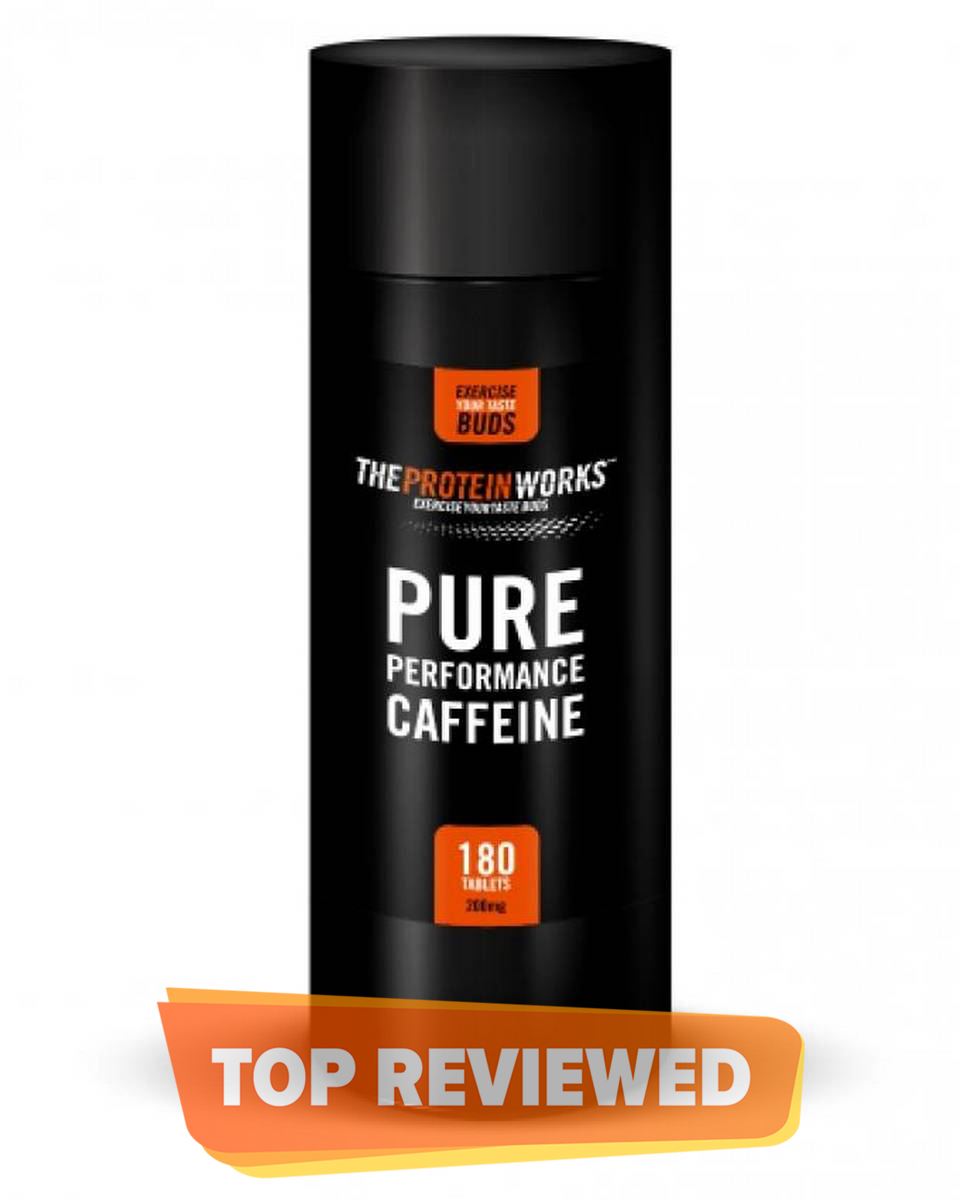 EXERCISE
YOUR TASTE
BUDS
THEPROTEINWORKS™
EXERCISE YOUR TASTE BUDS
PURE
PERFORMANCE
CAFFEINE
180
TABLETS
200mg
TOP REVIEWED